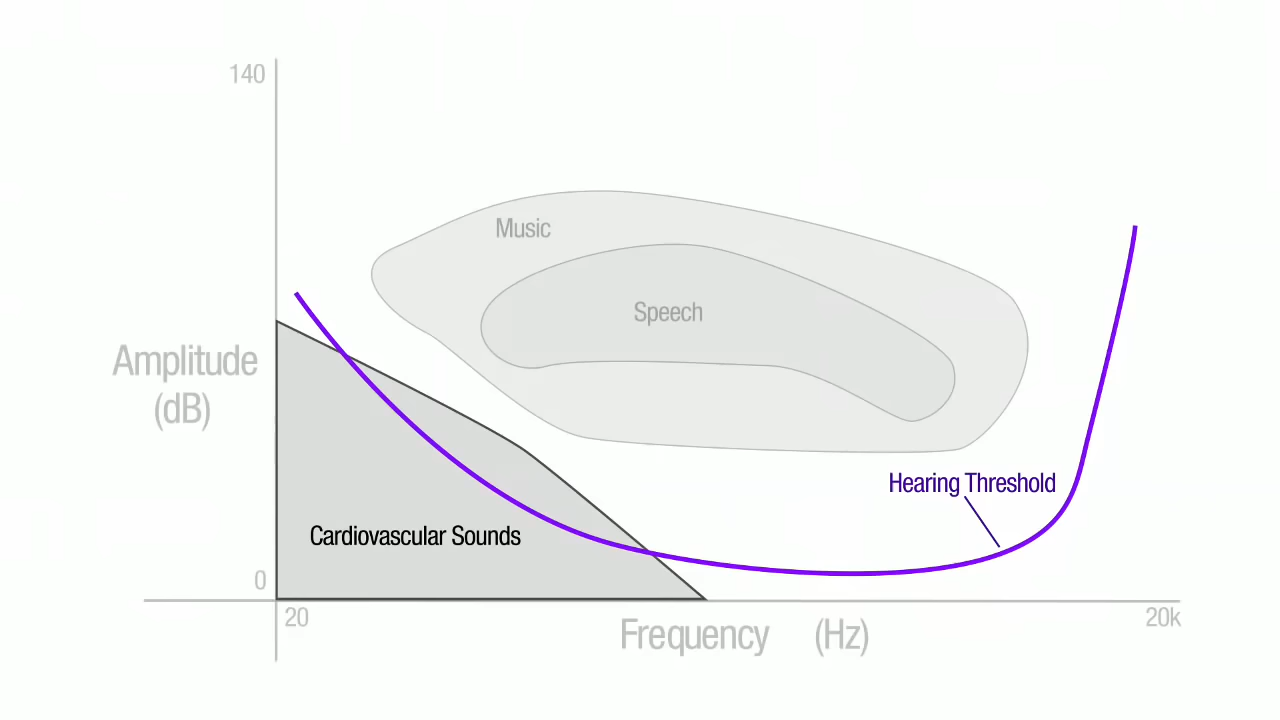 140
Music
Speech
Amplitude
(dB)
Hearing Threshold
Cardiovascular Sounds
0
20
20k
Frequency (Hz)